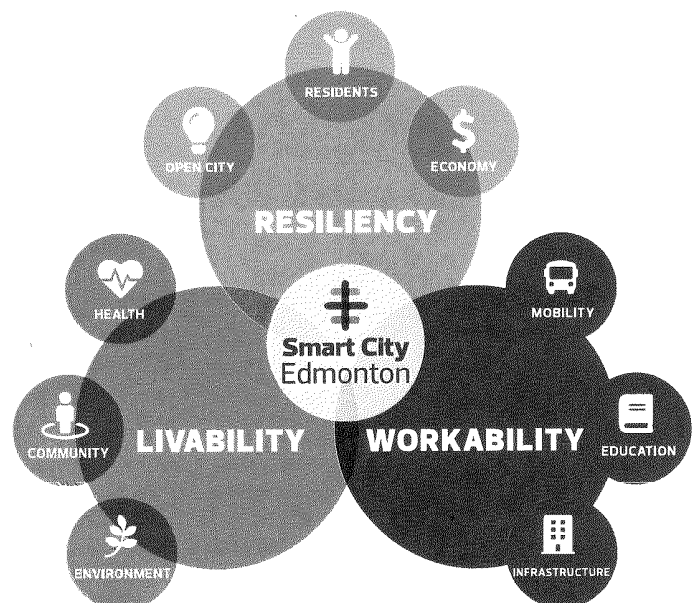 RESIDENTS
OPEN CITY
$
ECONOMY
RESILIENCY
HEALTH
MOBILITY
Smart City
Edmonton
COMMUNITY
LIVABILITY
WORKABILITY
EDUCATION
ENVIRONMENT
INFRASTRUCTURE